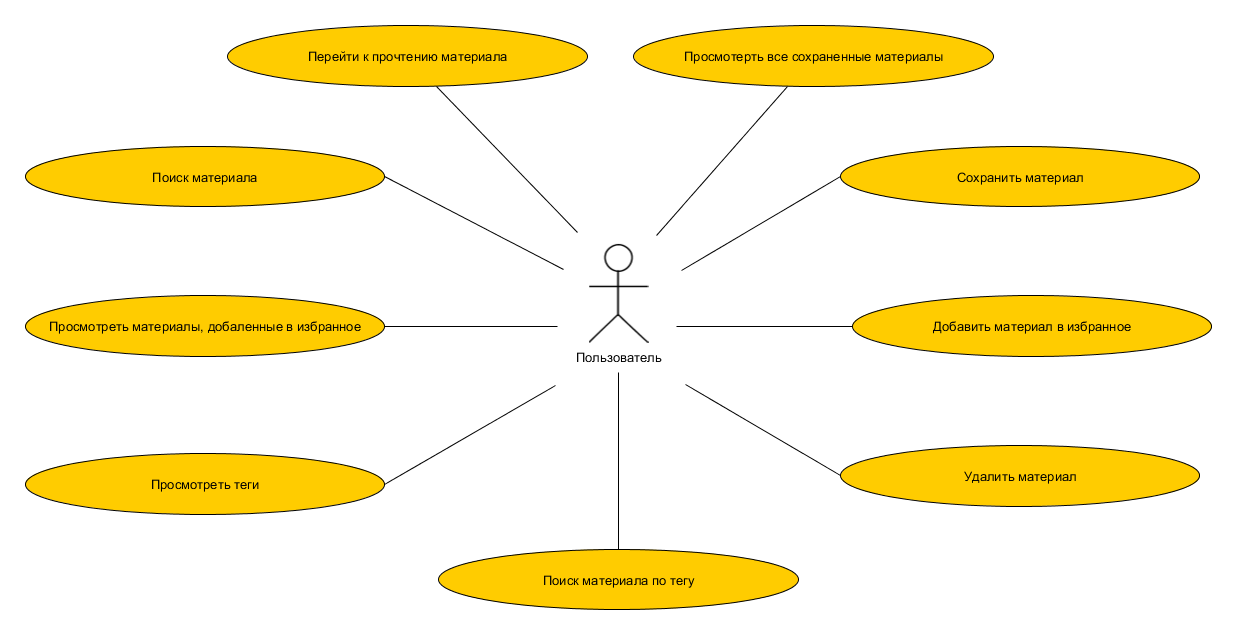 Перейти к прочтению материала
Просмотерть все сохраненные материалы
Поиск материала
Сохранить материал
Просмотреть материалы, добаленные в избранное
Добавить материал в избранное
Пользователь
Просмотреть теги
Удалить материал
Поиск материала по тегу